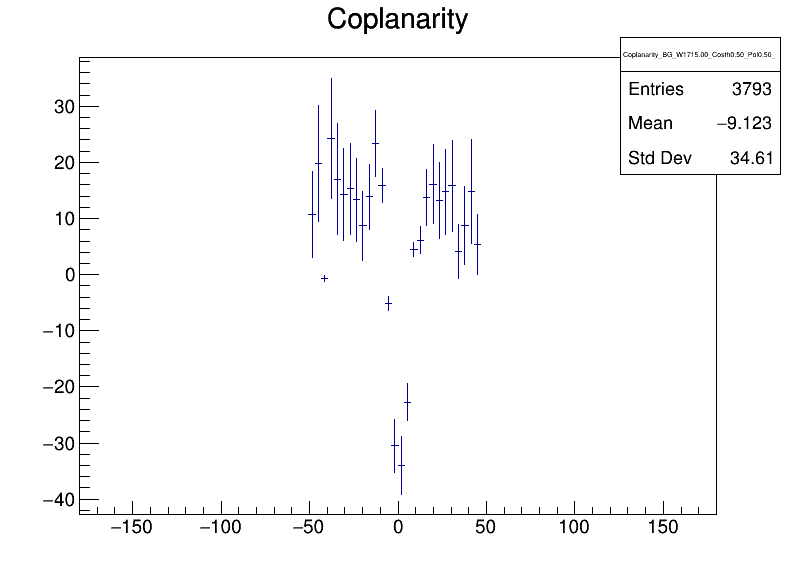 Coplanarity
Coplanarity_BG_W1715.00_Costh0.50_Pol0.50_
Entries 3793
Mean −9.123
Std Dev 34.61
30
20
10
0
−10
−20
−30
−40
−150 −100 −50 0 50 100 150